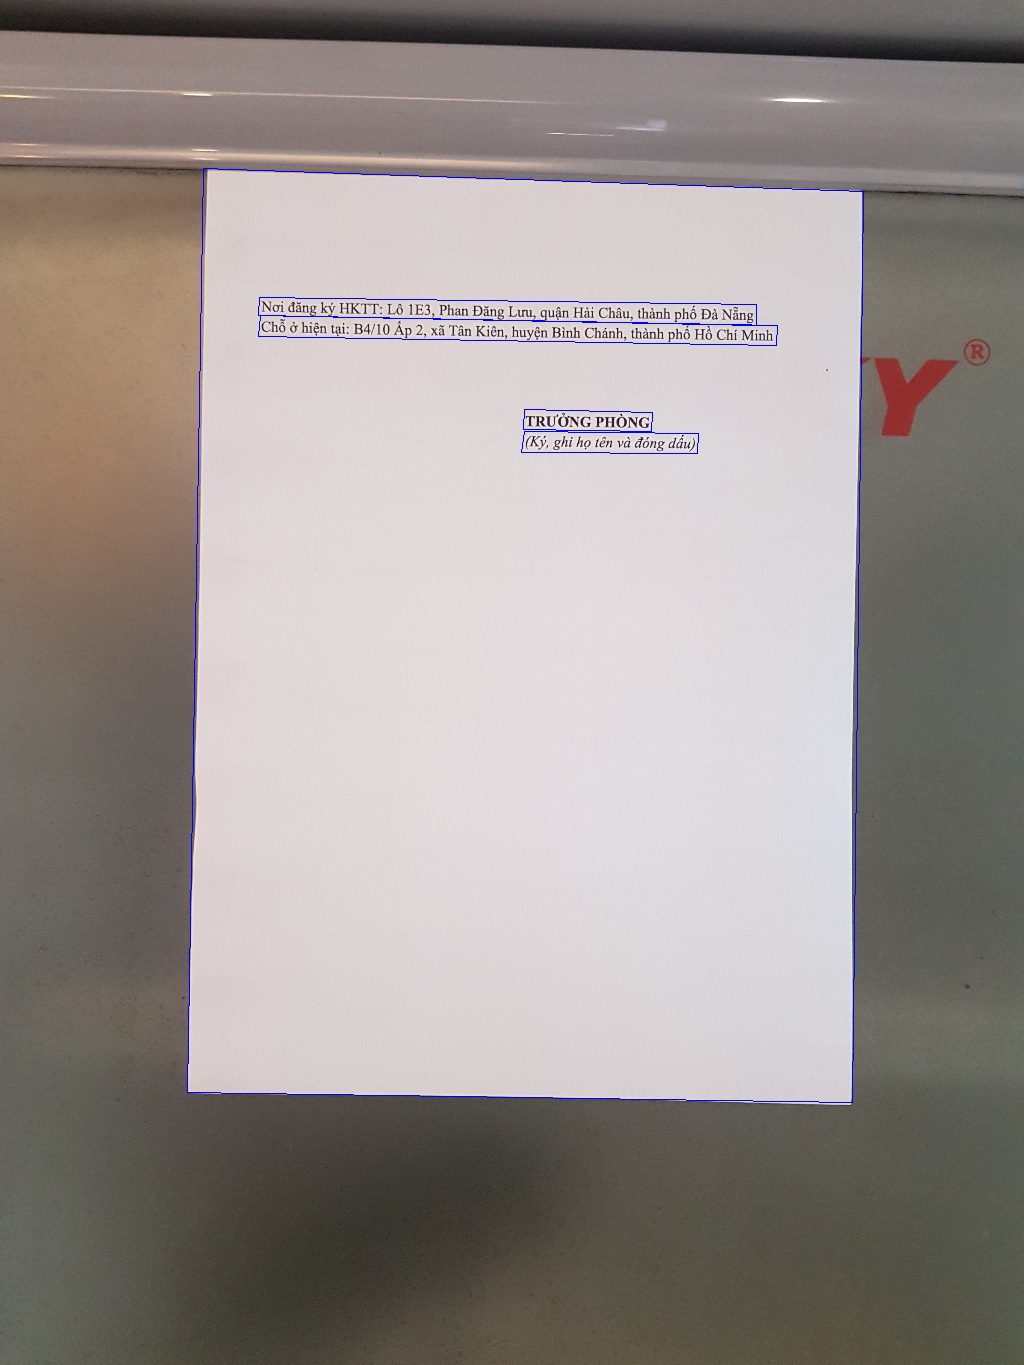 Nơi đăng ký HKTT: Lô 1E3, Phan Đăng Lưu, quận Hải Châu, thành phố Đà Nẵng
Chỗ ở hiện tại: B4/10 Ấp 2, xã Tân Kiên, huyện Bình Chánh, thành phố Hồ Chí Minh
Y®
TRƯỞNG PHÒNG
(Ký, ghi họ tên và đóng dấu)